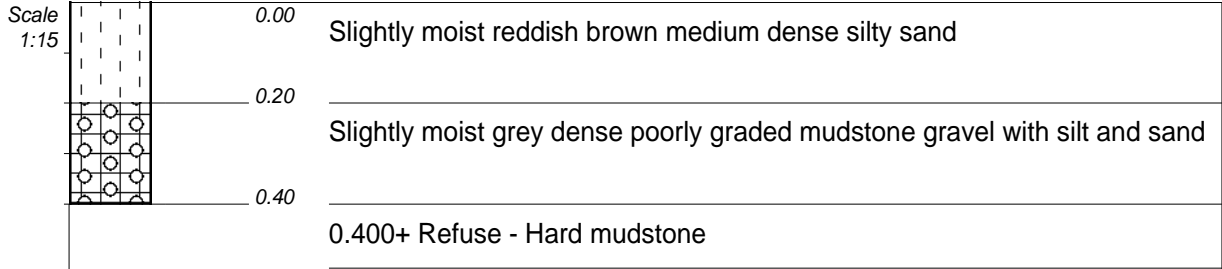 Scale
1:15
0.00
Slightly moist reddish brown medium dense silty sand
0.20
Slightly moist grey dense poorly graded mudstone gravel with silt and sand
0.40
0.400+ Refuse - Hard mudstone